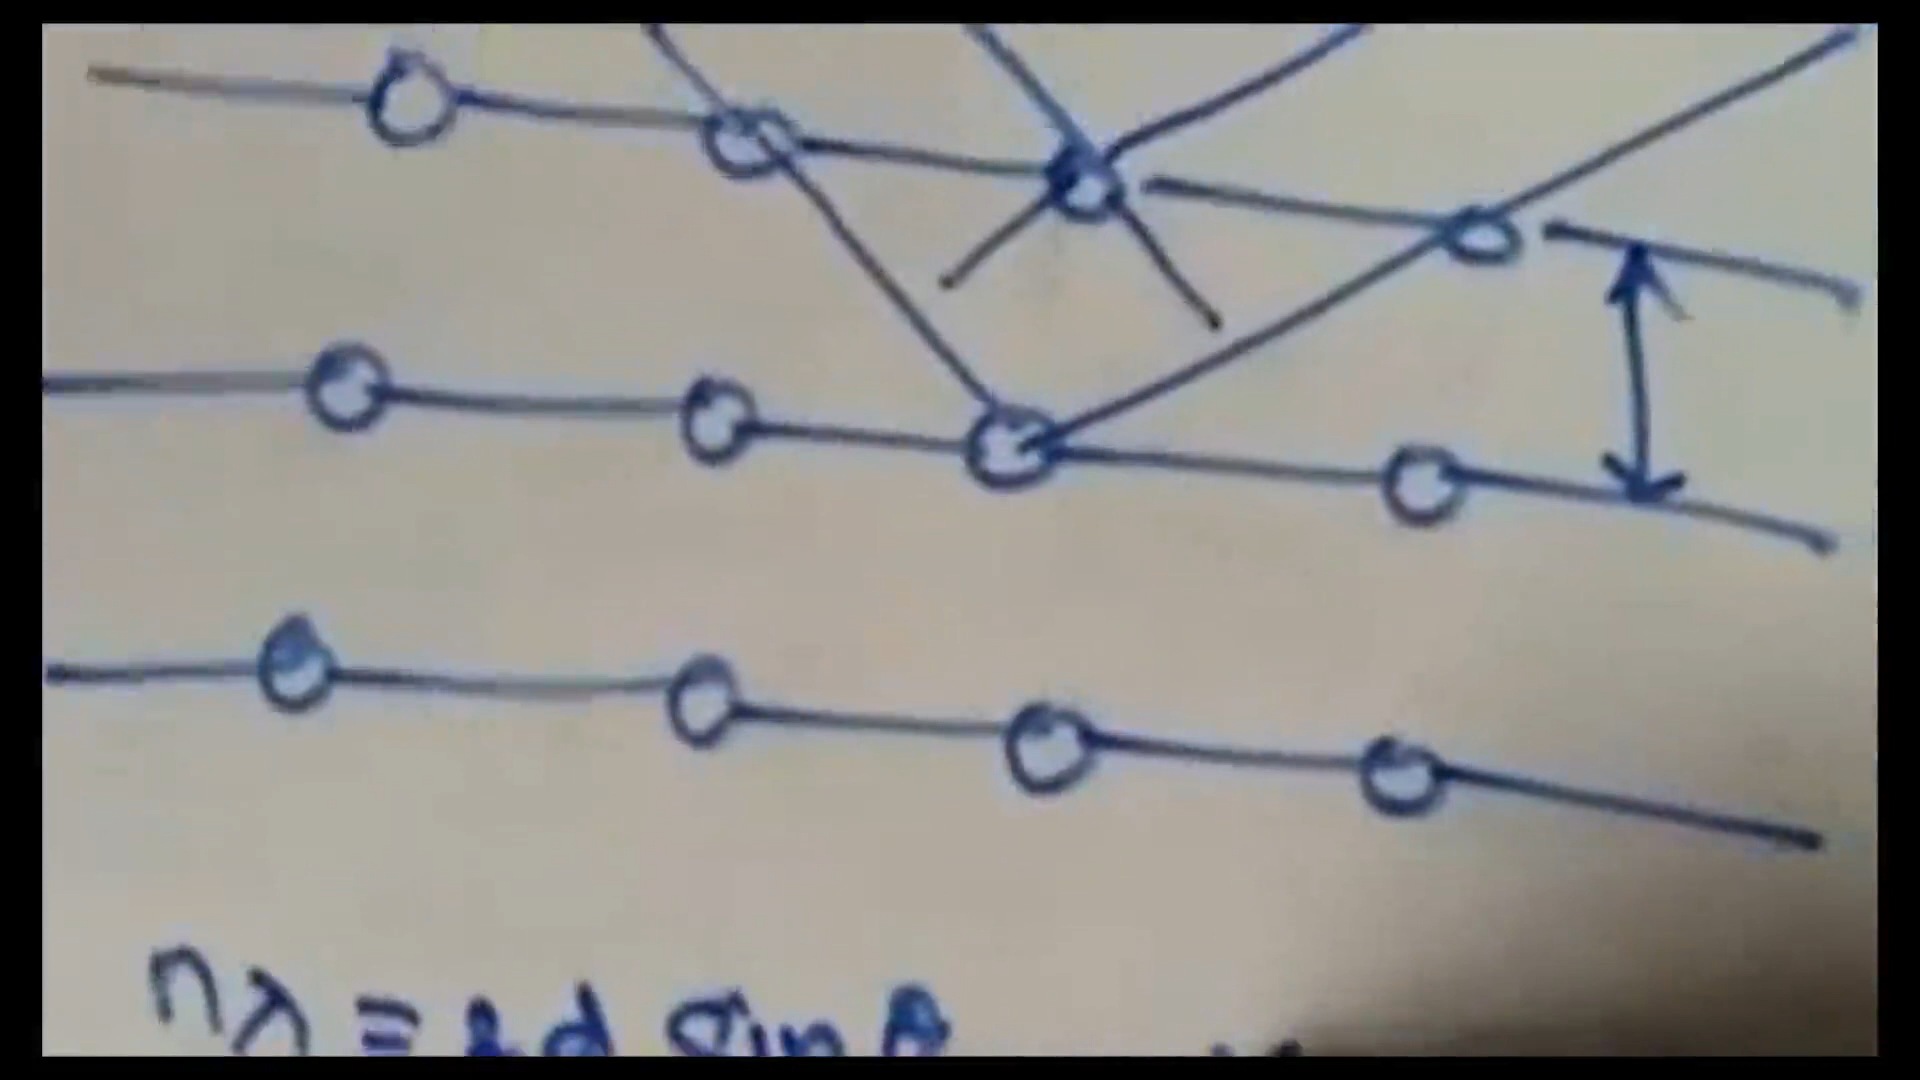 nλ = 2d sin θ